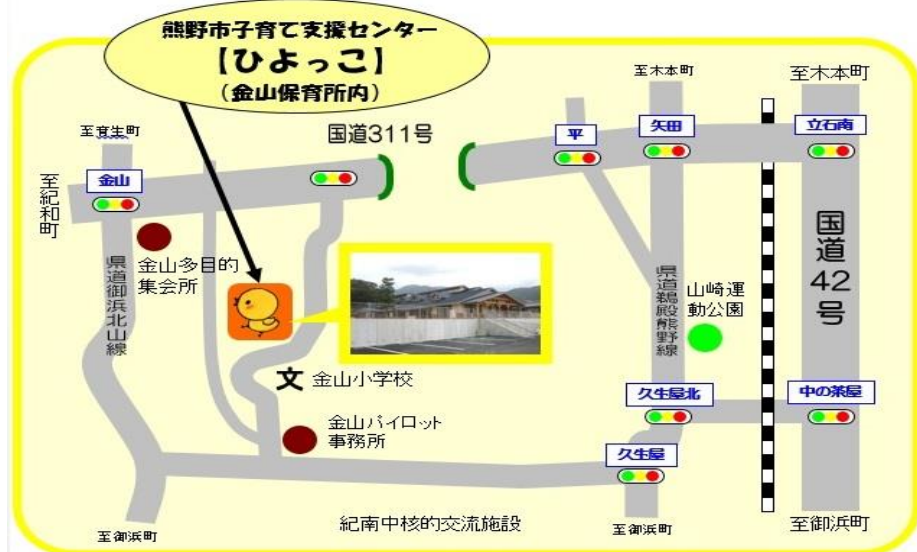 熊野市子育て支援センター
【ひよっこ】
(金山保育所内)
至木本町
至木本町
至育生町
国道311号
平
矢田
立石南
金山
至紀和町
国道42号
金山多目的
集会所
県道御浜北山線
県道鵜殿熊野線
山崎運
動公園
文 金山小学校
久生屋北
中の茶屋
金山パイロット
事務所
久生屋
紀南中核的交流施設
至御浜町
至御浜町
至御浜町